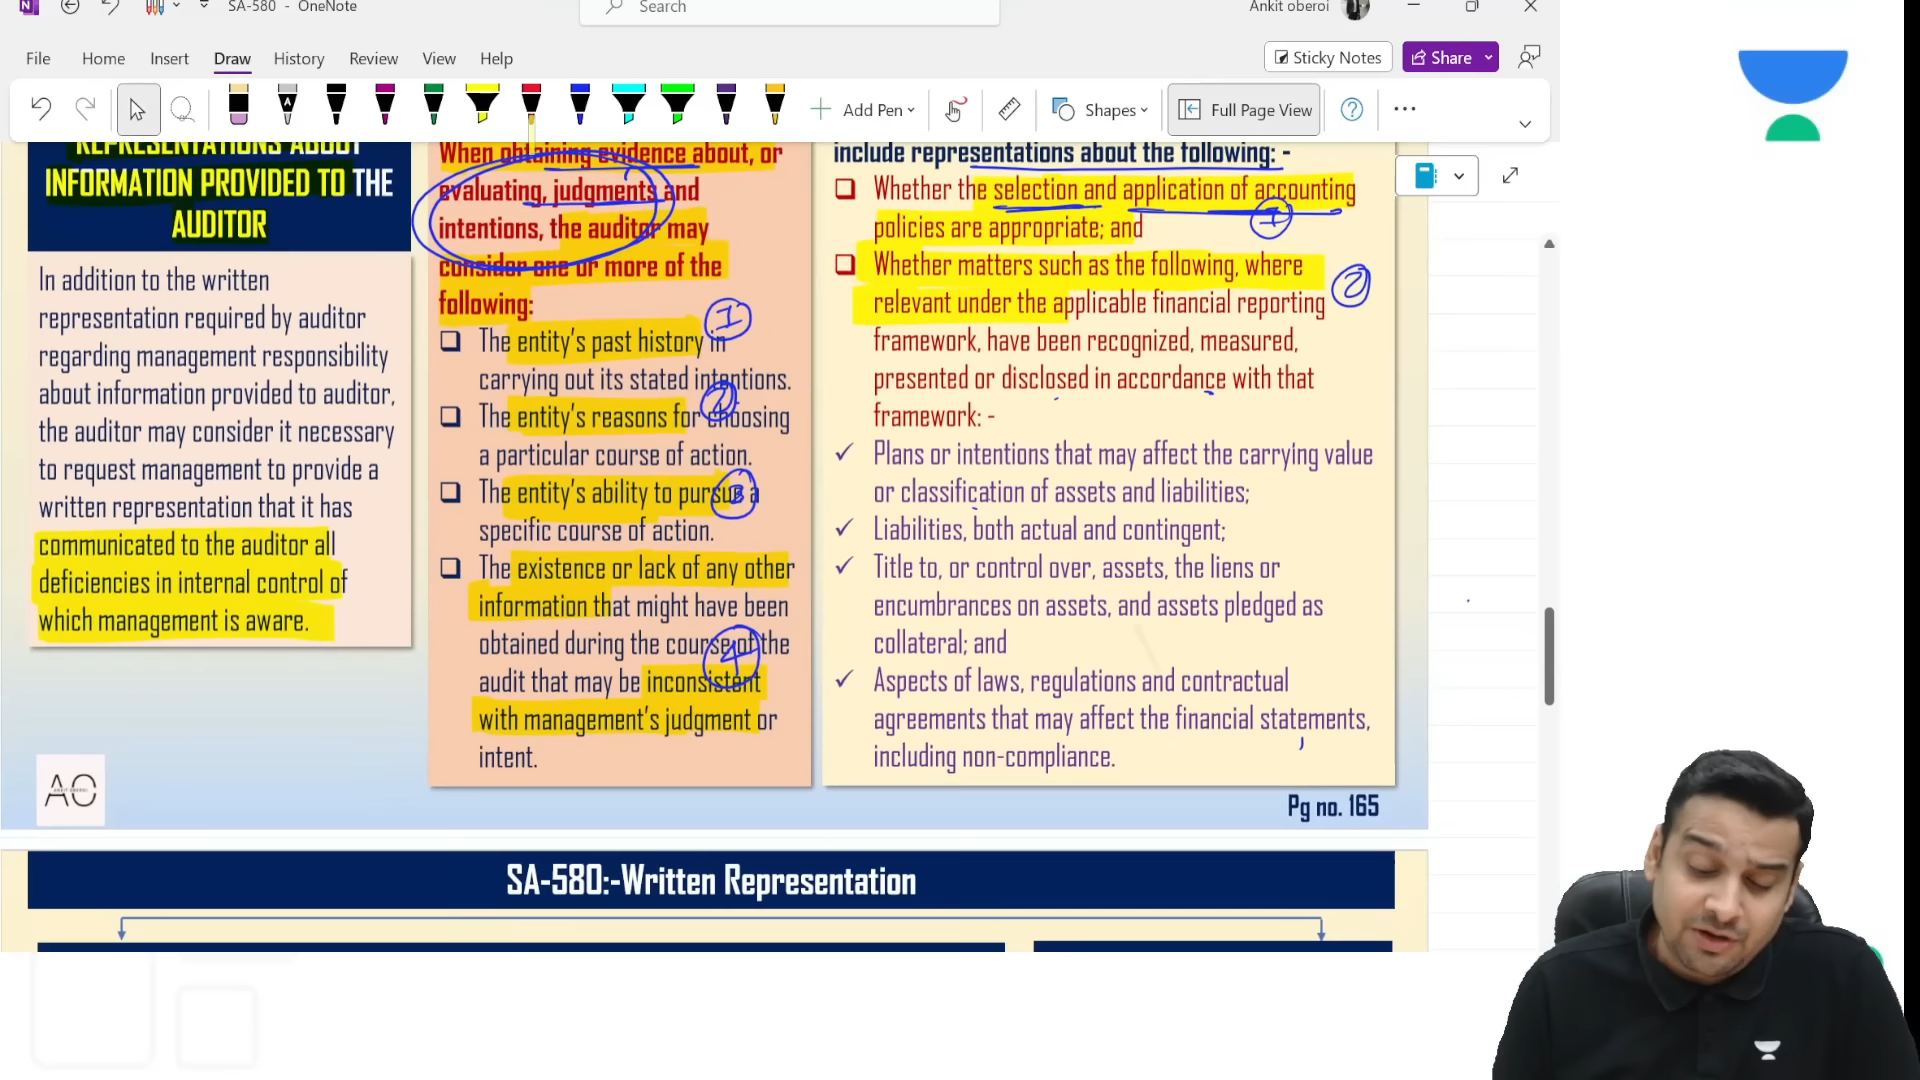 SA-580 - OneNote
Search
Ankit oberoi
File Home Insert Draw History Review View Help
Sticky Notes
Share
Add Pen
Shapes
Full Page View
REPRESENTATIONS ABOUT
INFORMATION PROVIDED TO THE
AUDITOR
In addition to the written
representation required by auditor
regarding management responsibility
about information provided to auditor,
the auditor may consider it necessary
to request management to provide a
written representation that it has
communicated to the auditor all
deficiencies in internal control of
which management is aware.
When obtaining evidence about, or
evaluating, judgments and
intentions, the auditor may
consider one or more of the
following:
1
❑ The entity's past history in
carrying out its stated intentions.
2
❑ The entity's reasons for choosing
a particular course of action.
❑ The entity's ability to pursue a
3
specific course of action.
❑ The existence or lack of any other
information that might have been
obtained during the course of the
4
audit that may be inconsistent
with management's judgment or
intent.
include representations about the following: -
❑ Whether the selection and application of accounting
policies are appropriate; and
1
❑ Whether matters such as the following, where
2
relevant under the applicable financial reporting
framework, have been recognized, measured,
presented or disclosed in accordance with that
framework: -
✓ Plans or intentions that may affect the carrying value
or classification of assets and liabilities;
✓ Liabilities, both actual and contingent;
✓ Title to, or control over, assets, the liens or
encumbrances on assets, and assets pledged as
collateral; and
✓ Aspects of laws, regulations and contractual
agreements that may affect the financial statements,
including non-compliance.
AO
ANKIT OBEROI
Pg no. 165
SA-580:-Written Representation